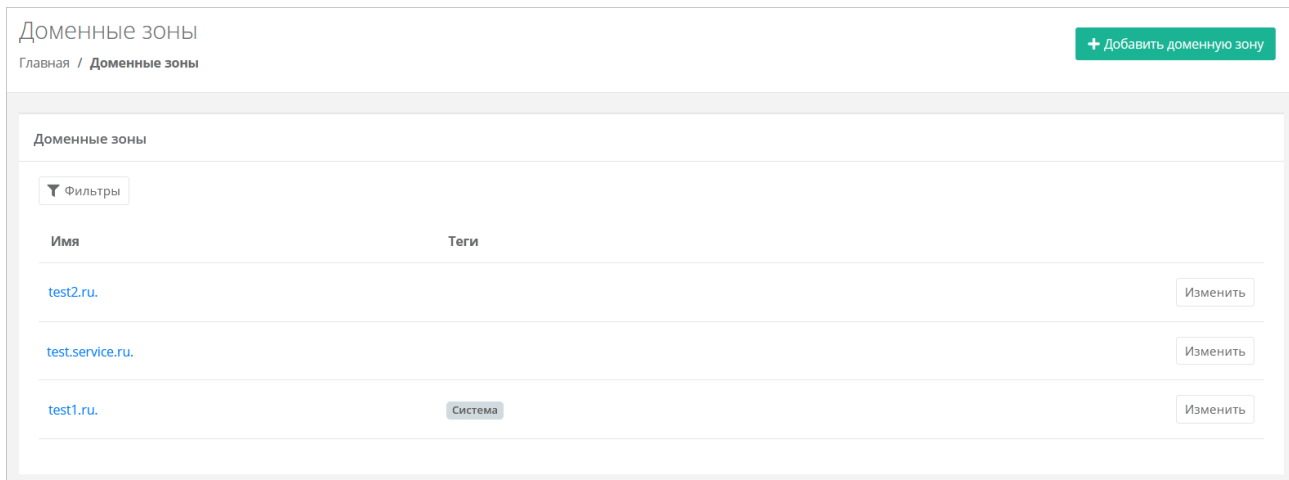 Доменные зоны
Добавить доменную зону
Главная / Доменные зоны
Доменные зоны
Фильтры
Имя Теги
test2.ru. Изменить
test.service.ru. Изменить
test1.ru. Система Изменить